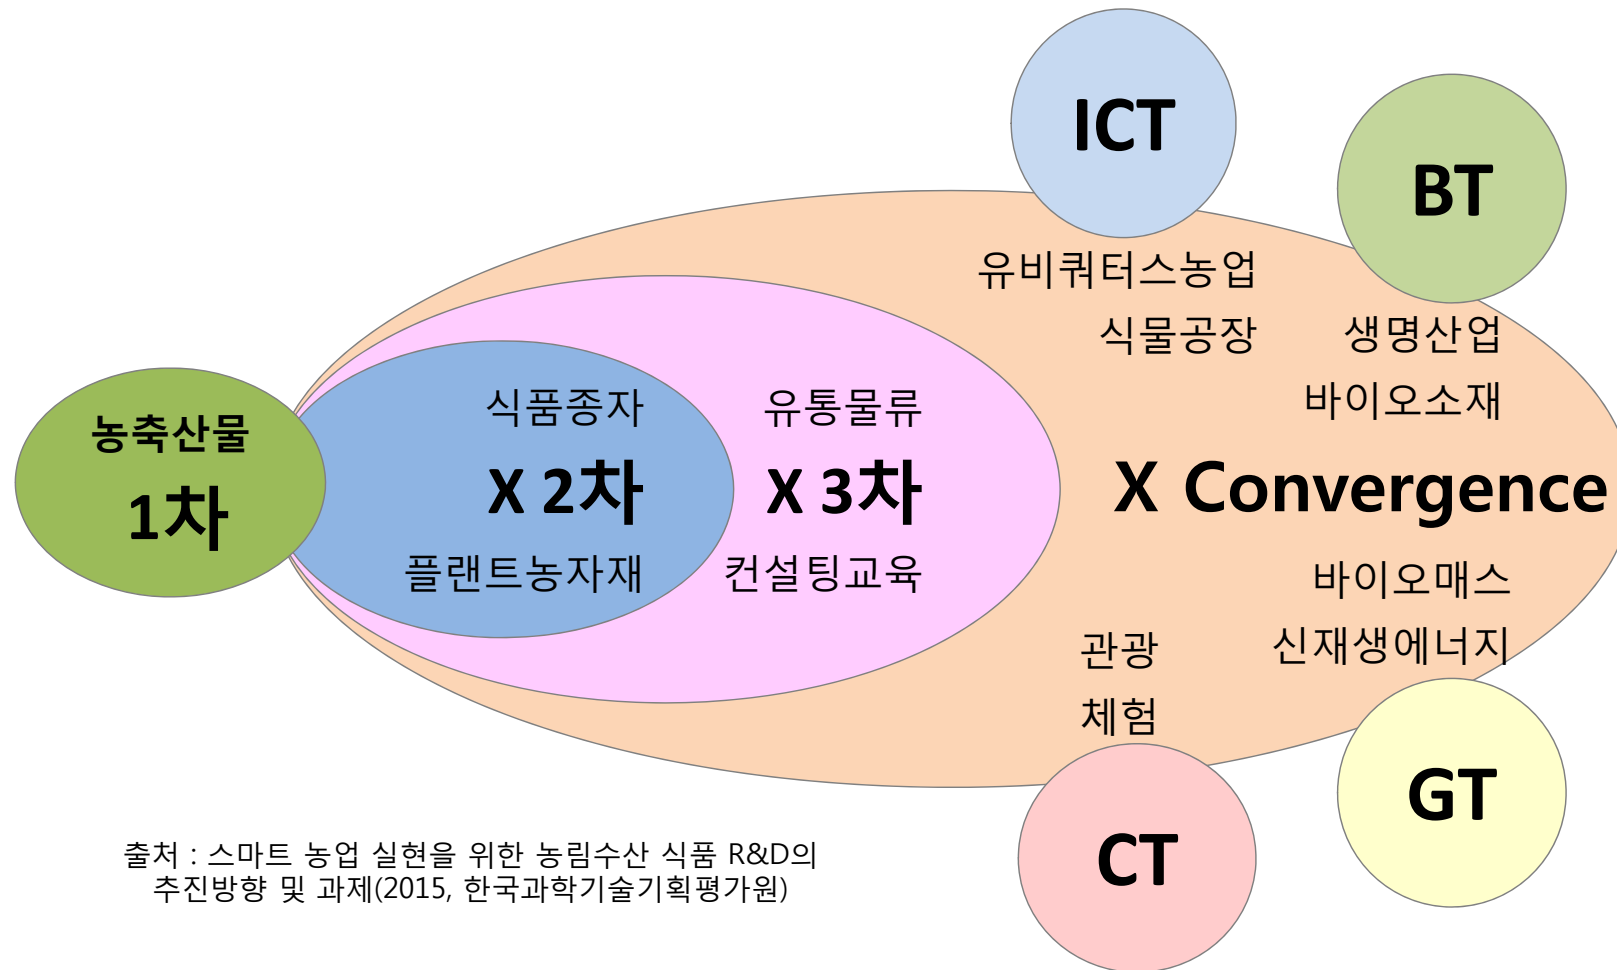 농축산물
1차
식품종자
X 2차
플랜트농자재
유통물류
X 3차
컨설팅교육
ICT
유비쿼터스농업
식물공장
BT
생명산업
바이오소재
X Convergence
바이오매스
신재생에너지
GT
관광
체험
CT
출처 : 스마트 농업 실현을 위한 농림수산 식품 R&D의
추진방향 및 과제(2015, 한국과학기술기획평가원)